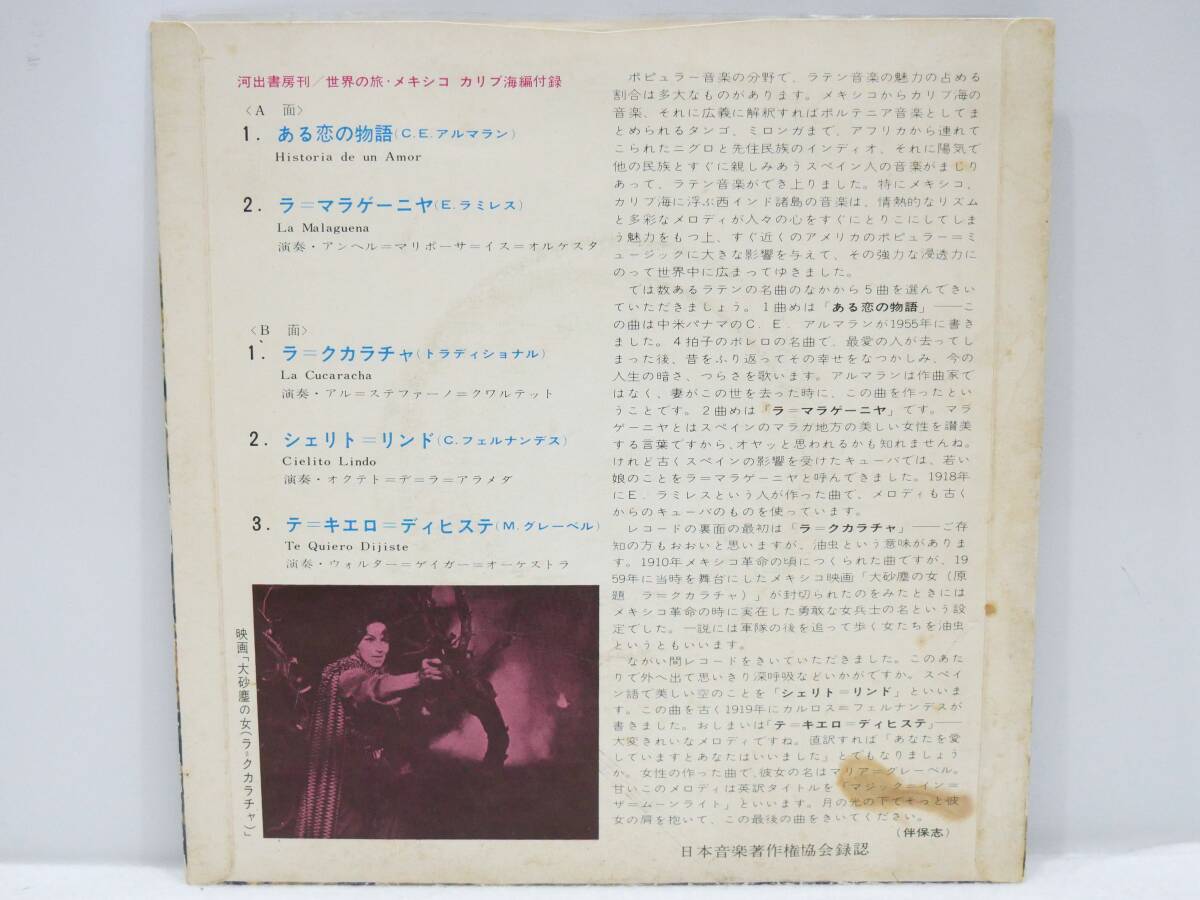 河出書房刊/世界の旅・メキシコ カリブ海編付録
〈A 面〉
1. ある恋の物語(C.E.アルマラン)
Historia de un Amor
2. ラ=マラゲーニヤ(E.ラミレス)
La Malaguena
演奏・アンヘル=マリポーサ=イス=オルケスタ
〈B 面〉
1. ラ=クカラチャ(トラディショナル)
La Cucaracha
演奏・アル=ステファーノ=クワルテット
2. シェリト=リンド(C.フェルナンデス)
Cielito Lindo
演奏・オクテト=デ=ラ=アラメダ
3. テ=キエロ=ディヒステ(M.グレーベル)
Te Quiero Dijiste
演奏・ウォルター=ゲイガー=オーケストラ
映画「大砂塵の女(ラ=クカラチャ)」
ポピュラー音楽の分野で、ラテン音楽の魅力の占める
割合は多大なものがあります。メキシコからカリブ海の
音楽、それに広義に解釈すればポルテニア音楽としてま
とめられるタンゴ、ミロンガまで、アフリカから連れて
こられたニグロと先住民族のインディオ、それに陽気で
他の民族とすぐに親しみあうスペイン人の音楽がまじり
あって、ラテン音楽ができ上りました。特にメキシコ、
カリブ海に浮ぶ西インド諸島の音楽は、情熱的なリズム
と多彩なメロディが人々の心をすぐにとりこにしてしま
う魅力をもつ上、すぐ近くのアメリカのポピュラー=ミ
ュージックに大きな影響を与えて、その強力な浸透力に
のって世界中に広まってゆきました。
では数あるラテンの名曲のなかから5曲を選んできい
ていただきましょう。1曲めは「ある恋の物語」――こ
の曲は中米パナマのC.E.アルマランが1955年に書き
ました。4拍子のボレロの名曲で、最愛の人が去ってし
まった後、昔をふり返ってその幸せをなつかしみ、今の
人生の暗さ、つらさを歌います。アルマランは作曲家で
はなく、妻がこの世を去った時に、この曲を作ったとい
うことです。2曲めは「ラ=マラゲーニヤ」です。マラ
ゲーニヤとはスペインのマラガ地方の美しい女性を讃美
する言葉ですから、オヤッと思われるかも知れませんね。
けれど古くスペインの影響を受けたキューバでは、若い
娘のことをラ=マラゲーニヤと呼んできました。1918年
にE.ラミレスという人が作った曲で、メロディも古く
からのキューバのものを使っています。
レコードの裏面の最初は「ラ=クカラチャ」――ご存
知の方もおおいと思いますが、油虫という意味がありま
す。1910年メキシコ革命の頃につくられた曲ですが、19
59年に当時を舞台にしたメキシコ映画「大砂塵の女(原
題 ラ=クカラチャ)」が封切られたのをみたときには
メキシコ革命の時に実在した勇敢な女兵士の名という設
定でした。一説には軍隊の後を追って歩く女たちを油虫
というともいいます。
ながい間レコードをきいていただきました。このあた
りで外へ出て思いきり深呼吸などいかがですか。スペイ
ン語で美しい空のことを「シェリト=リンド」といいま
す。この曲を古く1919年にカルロス=フェルナンデスが
書きました。おしまいは「テ=キエロ=ディヒステ」――
大変きれいなメロディですね。直訳すれば「あなたを愛
していますとあなたはいいました」とでもなりましょう
か。女性の作った曲で、彼女の名はマリア=グレーベル。
甘いこのメロディは英訳タイトルを「マジック=イン=
ザ=ムーンライト」といいます。月の光の下でそっと彼
女の肩を抱いて、この最後の曲をきいてください。
(伴保志)
日本音楽著作権協会録認